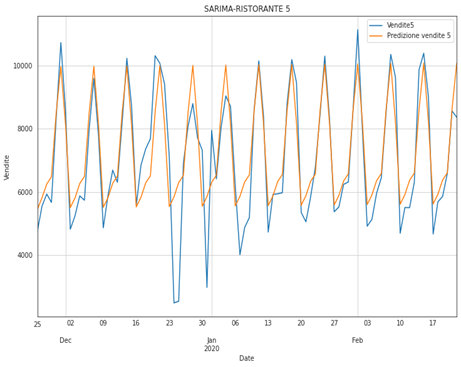 SARIMA-RISTORANTE 5
Vendite5
Predizione vendite 5
Vendite
10000
8000
6000
4000
25 02 09 16 23 30 06 13 20 27 03 10 17
Dec Jan Feb
2020
Date